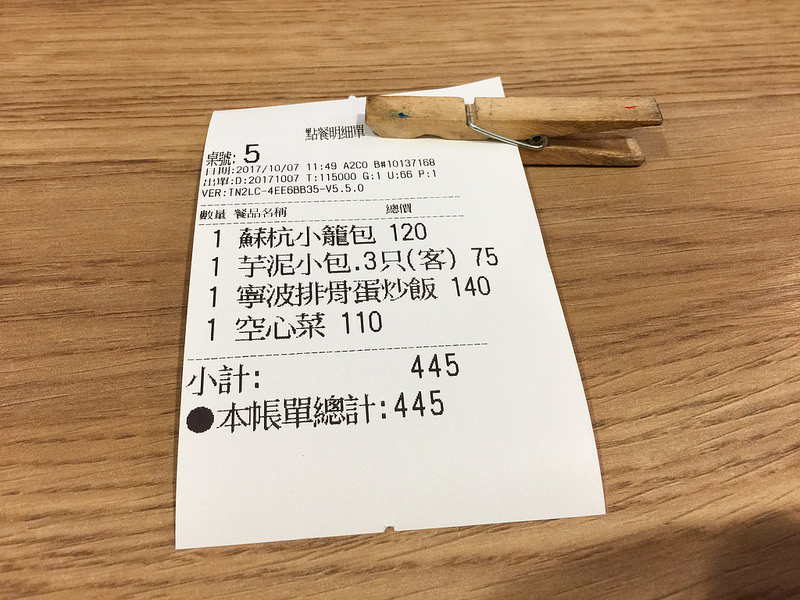 點餐明細單
桌號: 5
日期:2017/10/07 11:49 A2C0 B#1013716B
出單:D:20171007 T:115000 G:1 U:66 P:1
VER:TN2LC-4EE6BB35-V5.5.0
數量 餐品名稱 總價
1 蘇杭小籠包 120
1 芋泥小包.3只(客) 75
1 寧波排骨蛋炒飯 140
1 空心菜 110
小計: 445
●本帳單總計:445